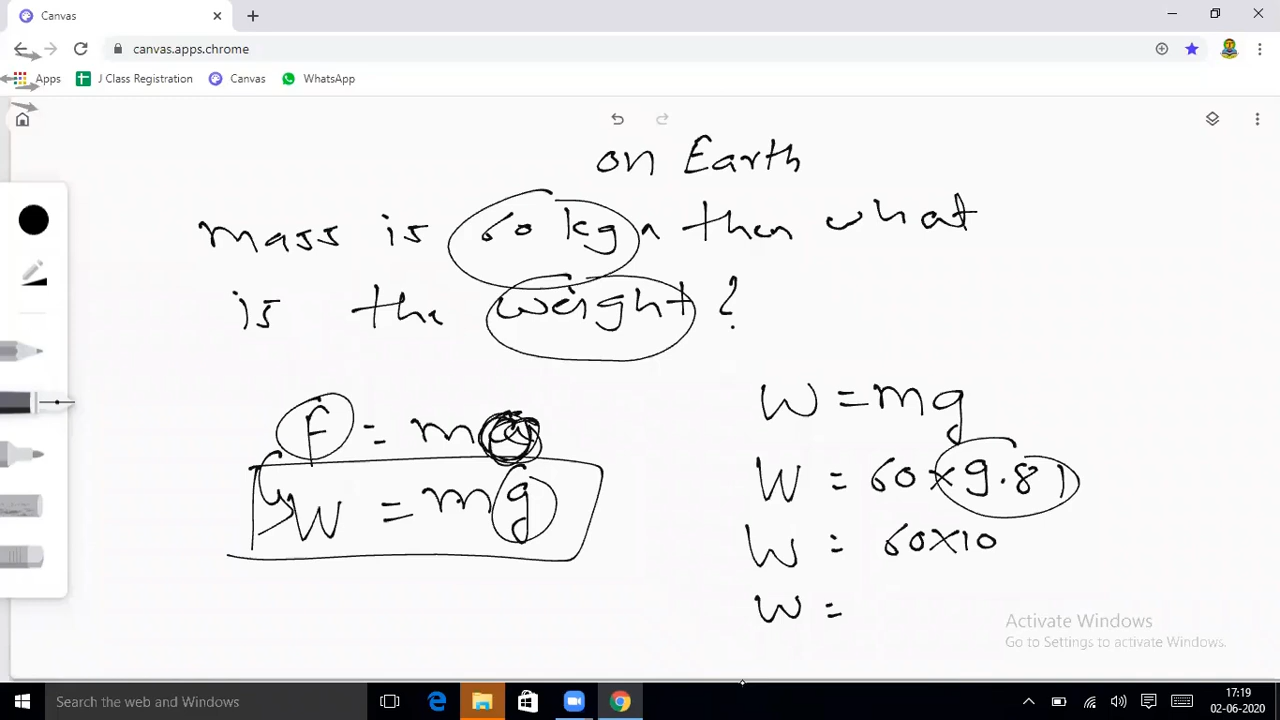 Canvas
canvas.apps.chrome
Apps
J Class Registration
Canvas
WhatsApp
on Earth
mass is 60 kg ∧ then what
is the weight?
F = ma
W = mg
W = mg
W = 60 × 9.81
W = 60×10
W =
Activate Windows
Go to Settings to activate Windows.
Search the web and Windows
17:19
02-06-2020